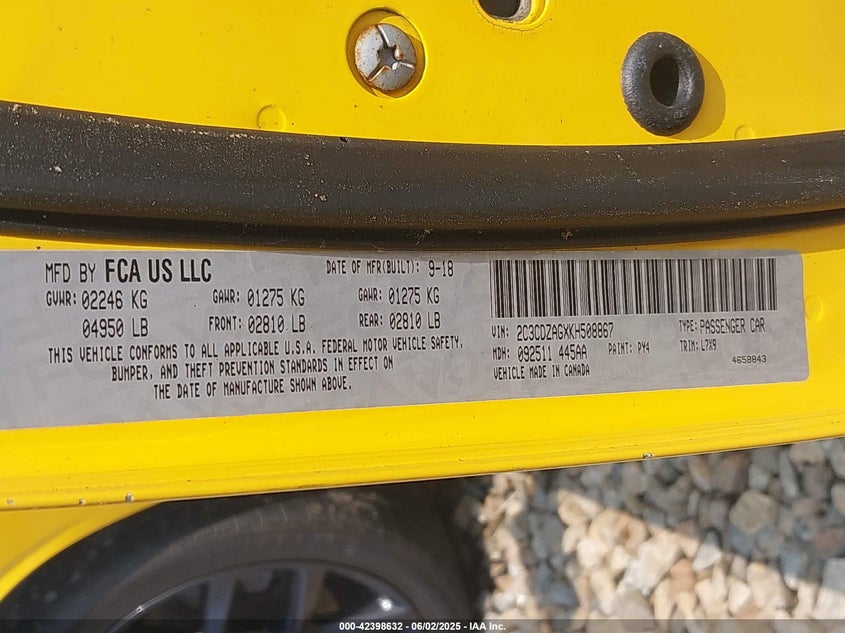 MFD BY FCA US LLC
DATE OF MFR(BUILT): 9-18
GVWR: 02246 KG
GAWR: 01275 KG
GAWR: 01275 KG
04950 LB
FRONT: 02810 LB
REAR: 02810 LB
THIS VEHICLE CONFORMS TO ALL APPLICABLE U.S.A. FEDERAL MOTOR VEHICLE SAFETY,
BUMPER, AND THEFT PREVENTION STANDARDS IN EFFECT ON
THE DATE OF MANUFACTURE SHOWN ABOVE.
VIN: 2C3CDZAGXKH508867
TYPE: PASSENGER CAR
MDH: 092511 445AA
PAINT: PY4
TRIM: L7X9
VEHICLE MADE IN CANADA
4658843
000-42398632 - 06/02/2025 - IAA Inc.